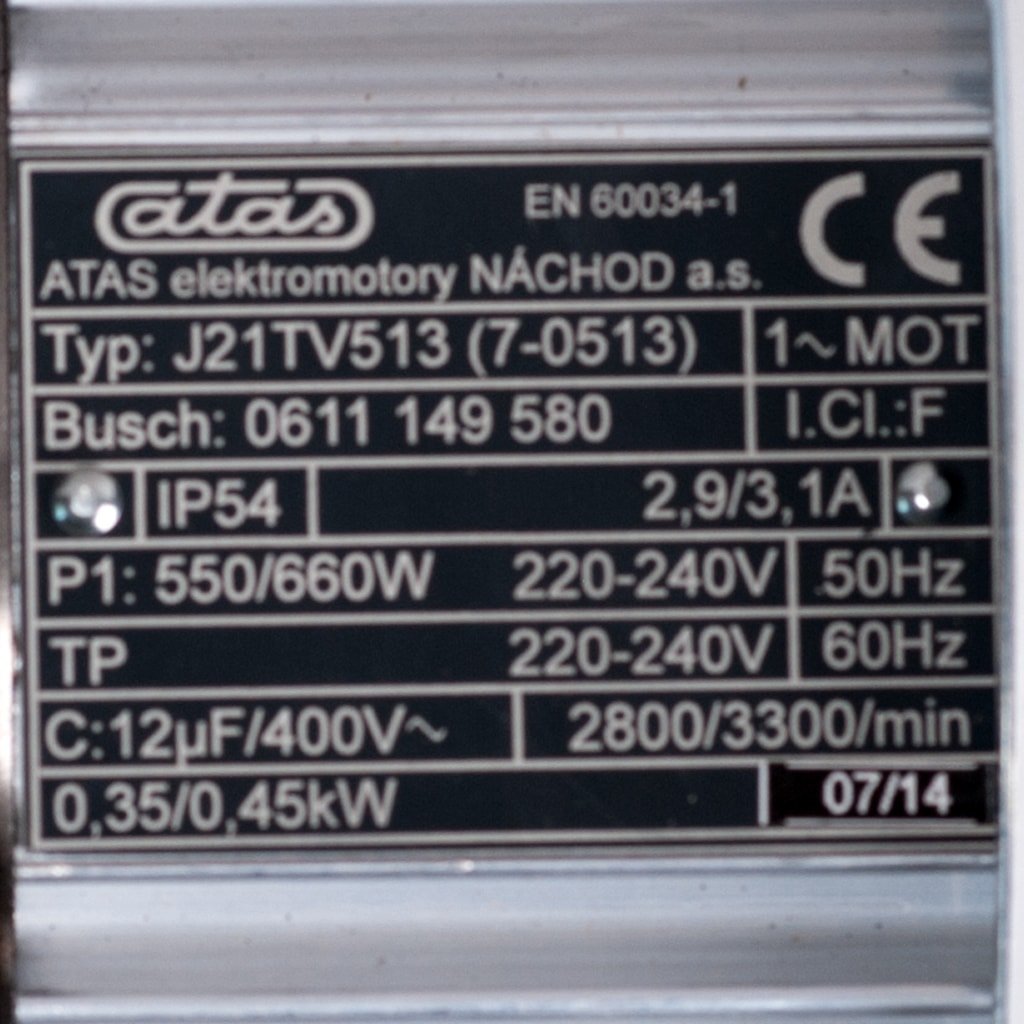 atas
EN 60034-1
CE
ATAS elektromotory NÁCHOD a.s.
Typ: J21TV513 (7-0513) 1~MOT
Busch: 0611 149 580 I.Cl.:F
IP54 2,9/3,1A
P1: 550/660W 220-240V 50Hz
TP 220-240V 60Hz
C:12µF/400V~ 2800/3300/min
0,35/0,45kW 07/14